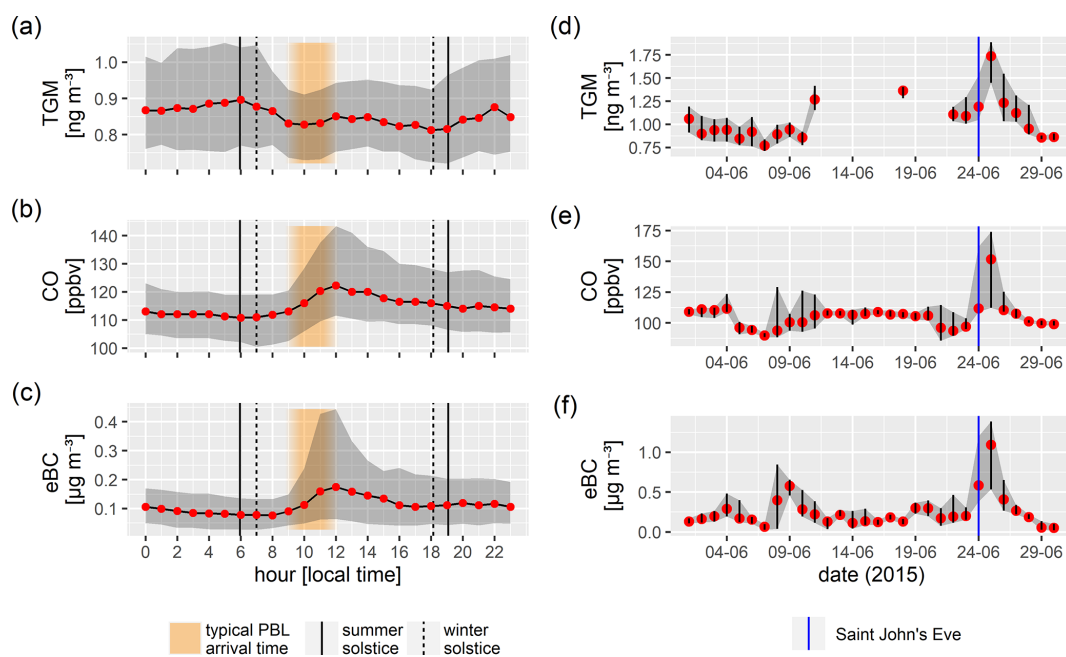 (a)
TGM
[ng m⁻³]
1.0
0.9
0.8
(b)
CO
[ppbv]
140
130
120
110
100
(c)
eBC
[µg m⁻³]
0.4
0.3
0.2
0.1
0 2 4 6 8 10 12 14 16 18 20 22
hour [local time]
typical PBL
arrival time
summer
solstice
winter
solstice
(d)
TGM
[ng m⁻³]
1.75
1.50
1.25
1.00
0.75
04-06 09-06 14-06 19-06 24-06 29-06
(e)
CO
[ppbv]
175
150
125
100
04-06 09-06 14-06 19-06 24-06 29-06
(f)
eBC
[µg m⁻³]
1.0
0.5
0.0
04-06 09-06 14-06 19-06 24-06 29-06
date (2015)
Saint John's Eve